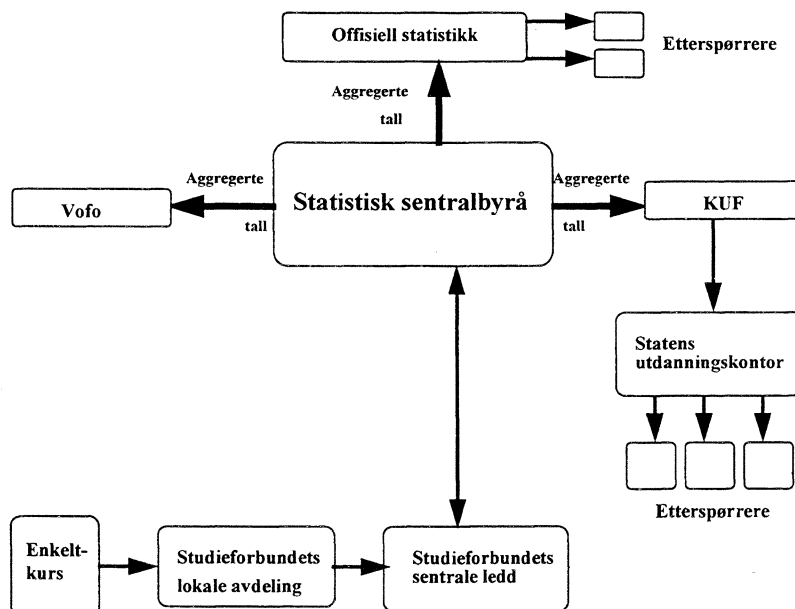 Offisiell statistikk
Etterspørrere
Aggregerte
tall
Statistisk sentralbyrå
Aggregerte
tall
Vofo
Aggregerte
tall
KUF
Statens
utdanningskontor
Etterspørrere
Enkelt-
kurs
Studieforbundets
lokale avdeling
Studieforbundets
sentrale ledd